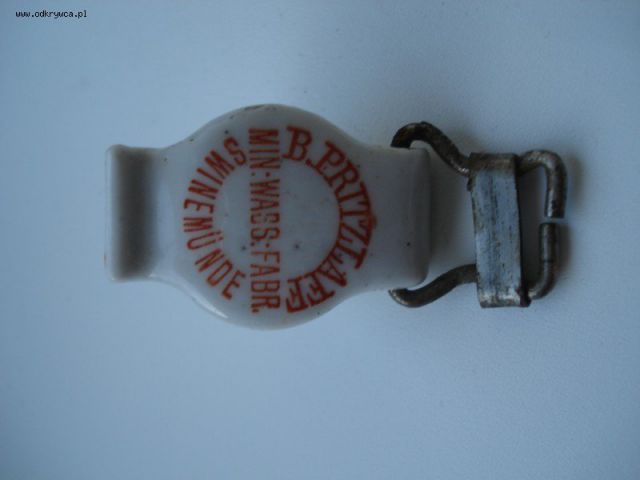 www.odkrywca.pl
B. PRITZLAFF
MIN.-WASS.-FABR.
SWINEMÜNDE